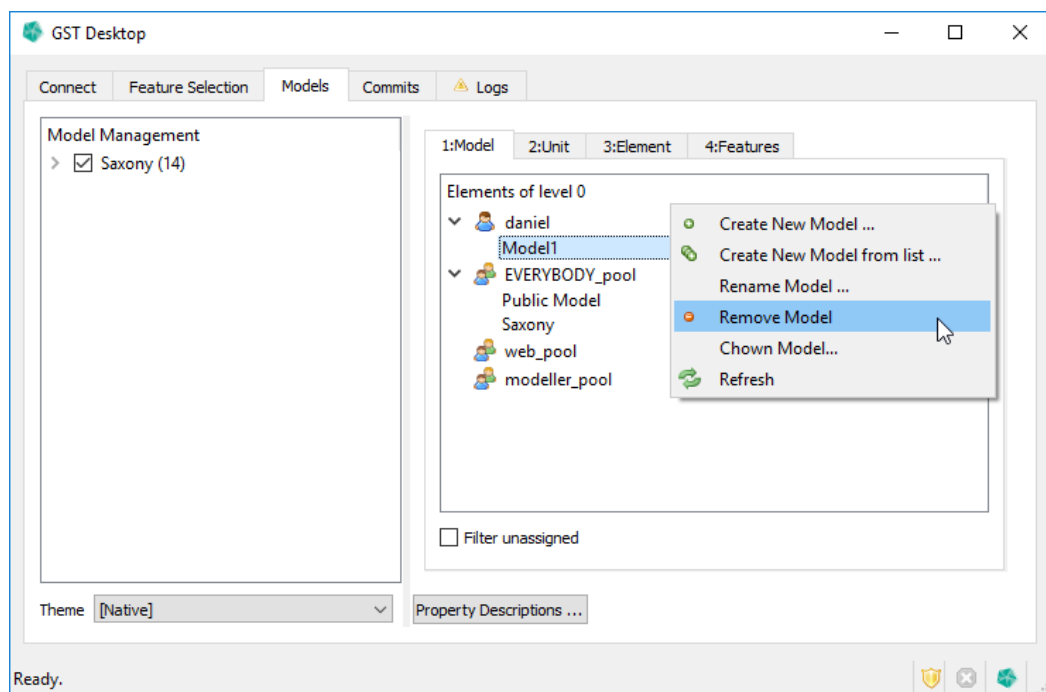 GST Desktop
Connect Feature Selection Models Commits Logs
Model Management
Saxony (14)
1:Model 2:Unit 3:Element 4:Features
Elements of level 0
daniel
Model1
EVERYBODY_pool
Public Model
Saxony
web_pool
modeller_pool
Create New Model ...
Create New Model from list ...
Rename Model ...
Remove Model
Chown Model...
Refresh
Filter unassigned
Theme [Native] Property Descriptions ...
Ready.